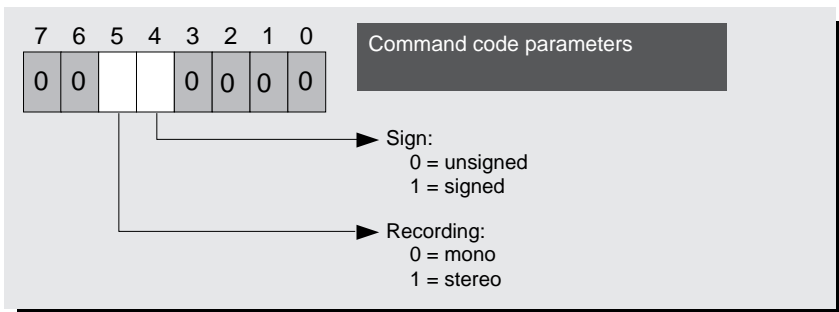 7 6 5 4 3 2 1 0
Command code parameters
0 0 0 0 0 0
Sign:
0 = unsigned
1 = signed
Recording:
0 = mono
1 = stereo